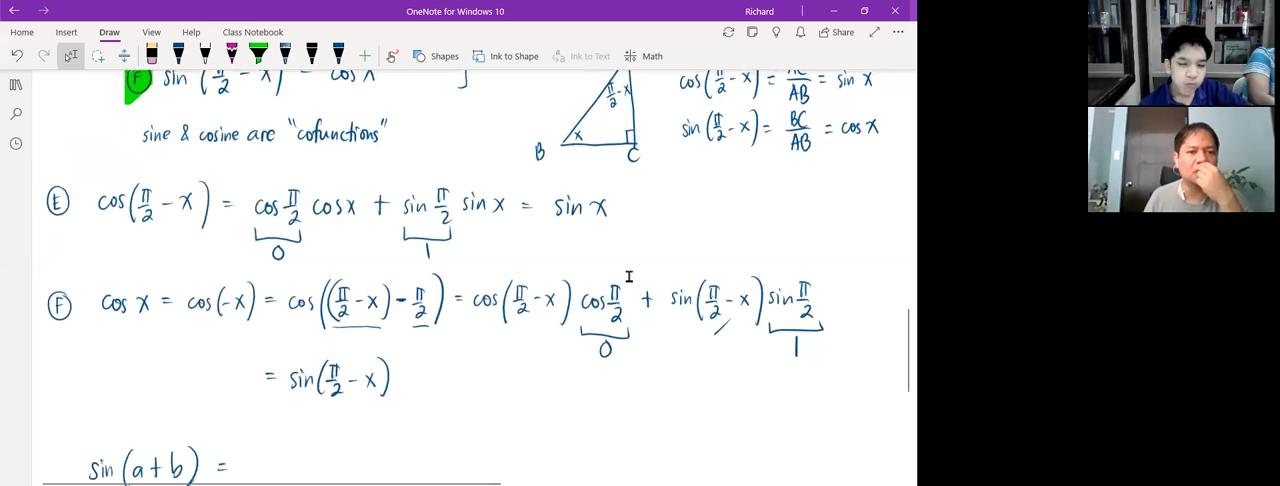 OneNote for Windows 10
Richard
Home Insert Draw View Help Class Notebook
Share
Shapes Ink to Shape Ink to Text Math
(F) sin (π/2 - x) = cos x
π/2 - x
cos(π/2 - x) = AC/AB = sin x
sine & cosine are "cofunctions"
x
B
C
sin(π/2 - x) = BC/AB = cos x
(E) cos(π/2 - x) = cos π/2 cos x + sin π/2 sin x = sin x
0 1
(F) cos x = cos(-x) = cos((π/2 - x) - π/2) = cos(π/2 - x) cos π/2 + sin(π/2 - x) sin π/2
0 1
= sin(π/2 - x)
sin(a+b) =